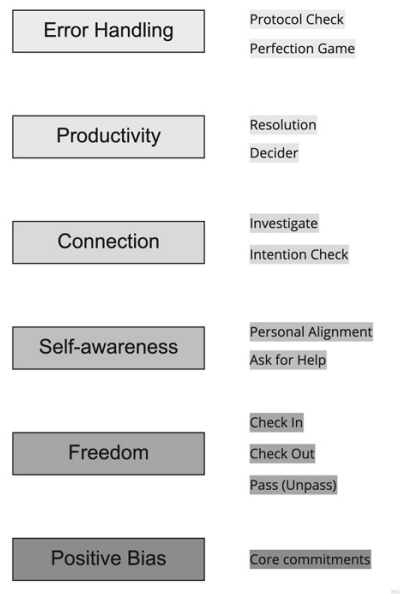 Error Handling
Protocol Check
Perfection Game
Productivity
Resolution
Decider
Connection
Investigate
Intention Check
Self-awareness
Personal Alignment
Ask for Help
Freedom
Check In
Check Out
Pass (Unpass)
Positive Bias
Core commitments